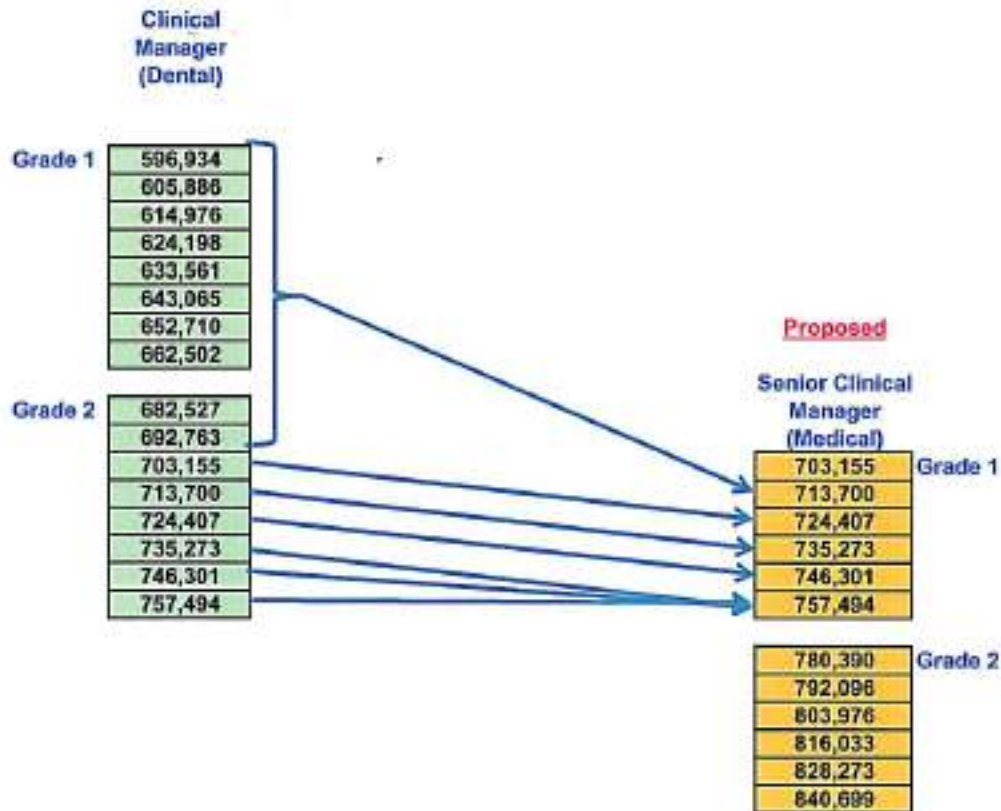 Clinical
Manager
(Dental)
Grade 1
596,934
605,886
614,976
624,198
633,561
643,065
652,710
662,502
Grade 2
682,527
692,763
703,155
713,700
724,407
735,273
746,301
757,494
Proposed
Senior Clinical
Manager
(Medical)
703,155 Grade 1
713,700
724,407
735,273
746,301
757,494
780,390 Grade 2
792,096
803,976
816,033
828,273
840,699